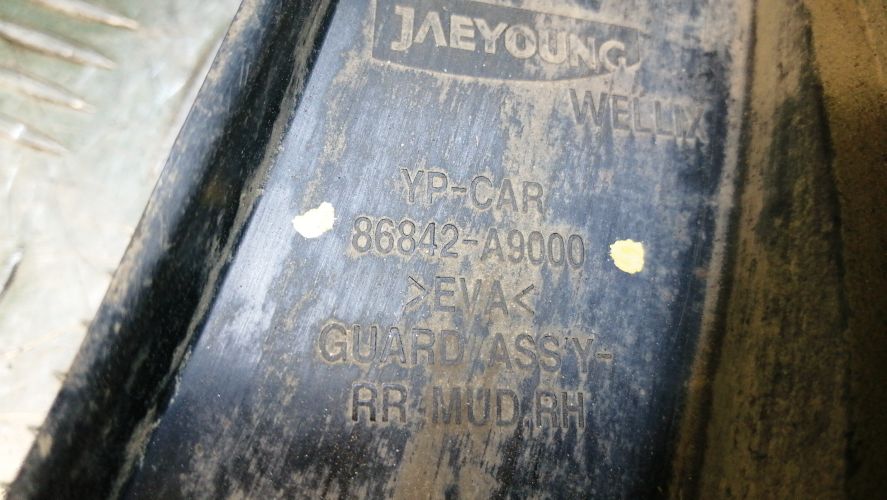 JAEYOUNG
WELLIX
YP-CAR
86842-A9000
>EVA<
GUARD ASS'Y-
RR MUD,RH